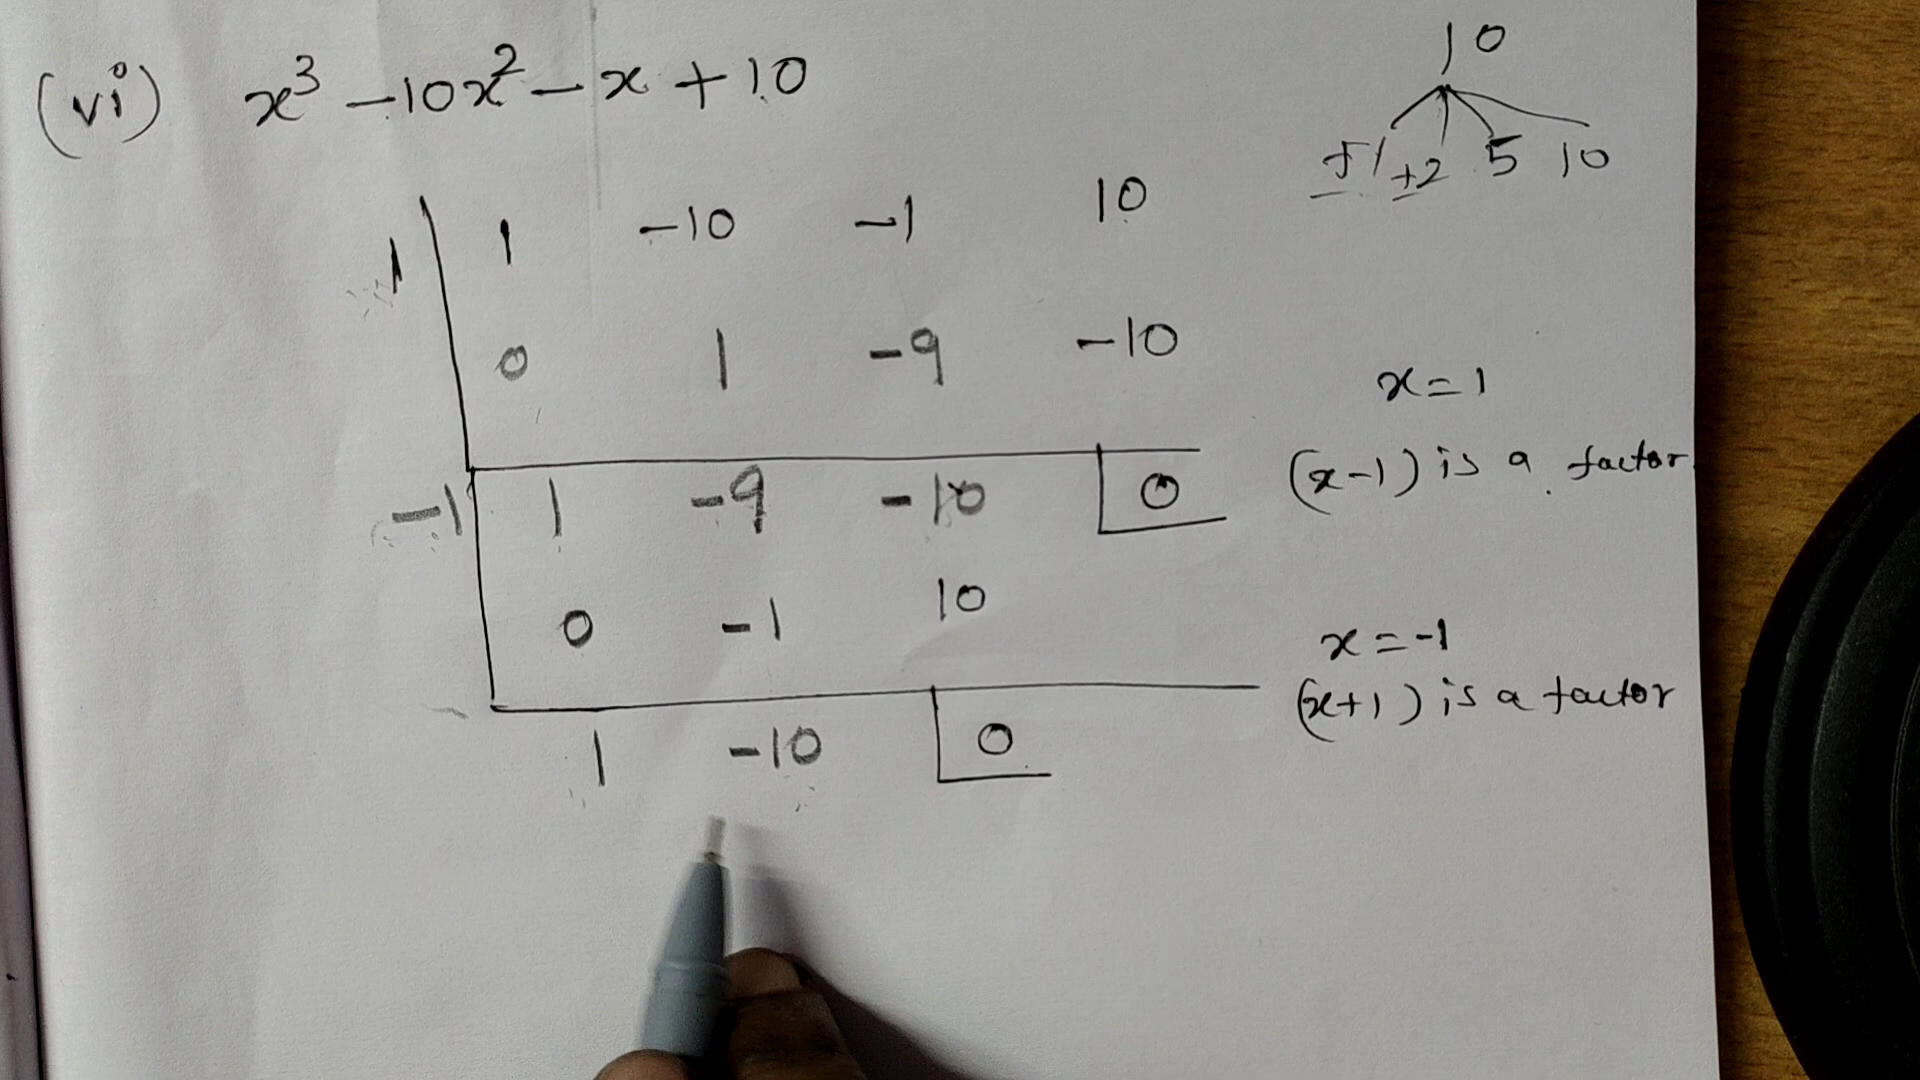 (vi) x³ -10x² - x + 10
10
+1 +2 5 10
1 1 -10 -1 10
0 1 -9 -10
x = 1
-1 1 -9 -10 0
(x-1) is a factor
0 -1 10
x = -1
(x+1) is a factor
1 -10 0